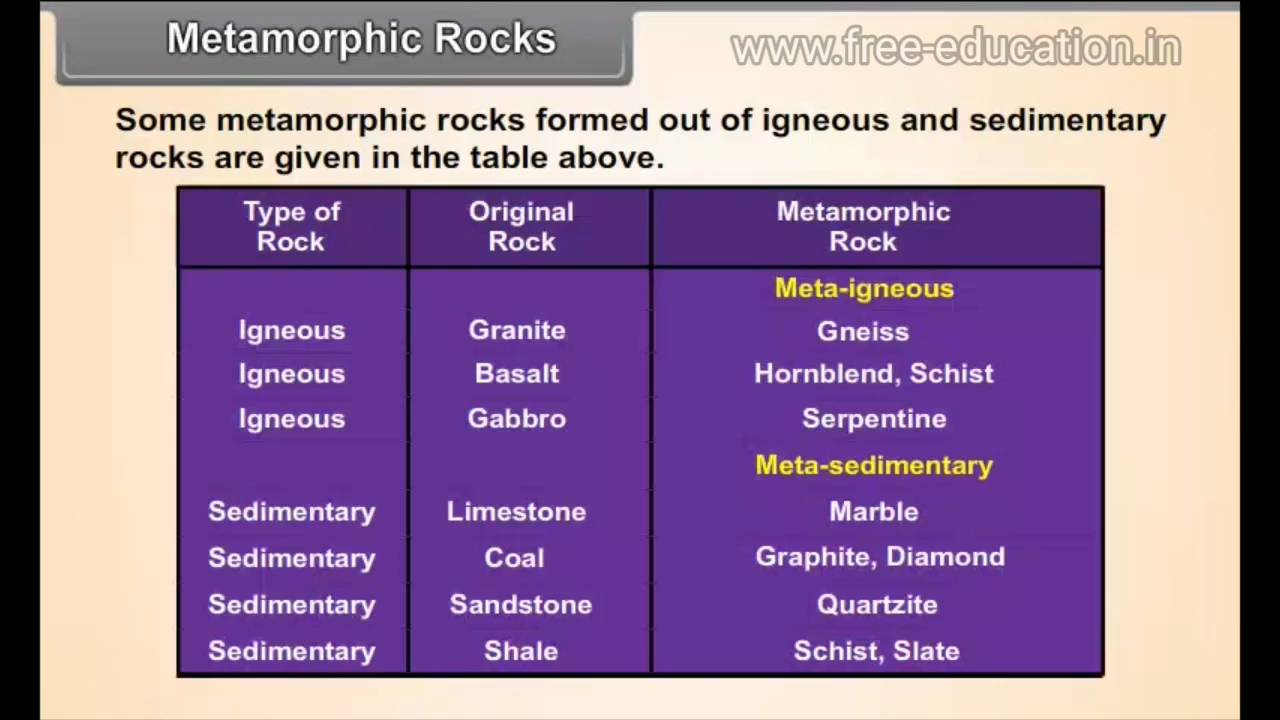 Metamorphic Rocks
www.free-education.in
Some metamorphic rocks formed out of igneous and sedimentary
rocks are given in the table above.
Type of Rock Original Rock Metamorphic Rock
Meta-igneous
Igneous Granite Gneiss
Igneous Basalt Hornblend, Schist
Igneous Gabbro Serpentine
Meta-sedimentary
Sedimentary Limestone Marble
Sedimentary Coal Graphite, Diamond
Sedimentary Sandstone Quartzite
Sedimentary Shale Schist, Slate